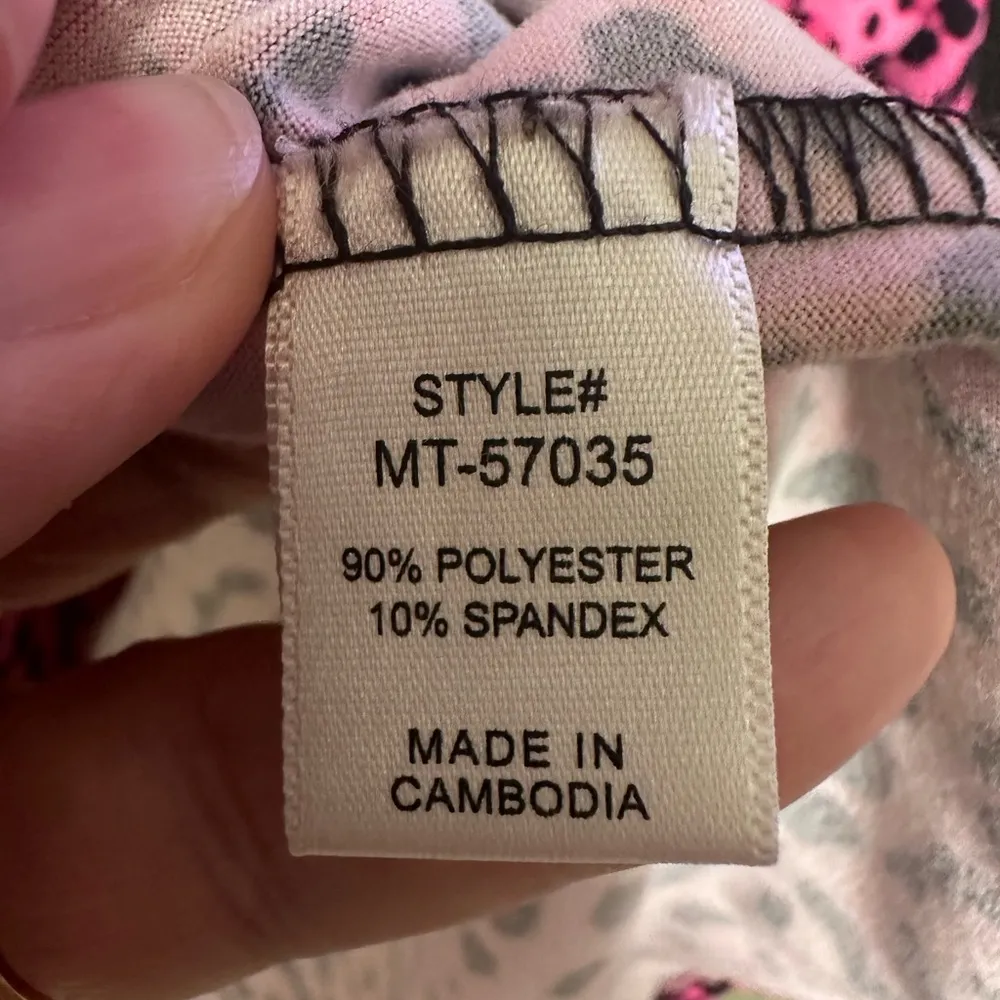 STYLE#
MT-57035
90% POLYESTER
10% SPANDEX
MADE IN
CAMBODIA